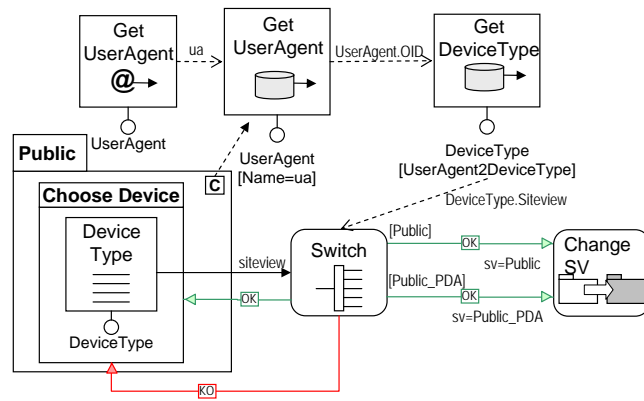 Get
UserAgent
@
UserAgent
ua
Get
UserAgent
UserAgent
[Name=ua]
UserAgent.OID
Get
DeviceType
DeviceType
[UserAgent2DeviceType]
DeviceType.Siteview
Public
C
Choose Device
Device
Type
DeviceType
siteview
OK
Switch
KO
[Public]
OK
sv=Public
[Public_PDA]
OK
sv=Public_PDA
Change
SV